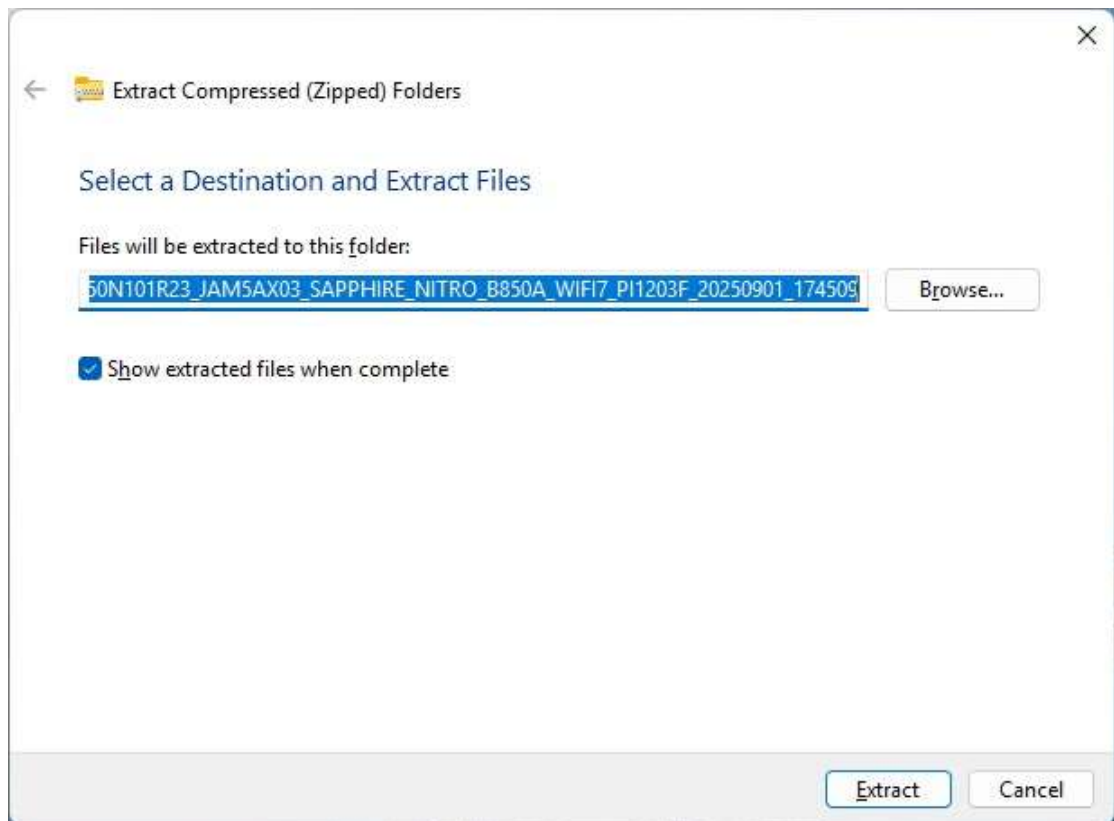 Extract Compressed (Zipped) Folders
Select a Destination and Extract Files
Files will be extracted to this folder:
50N101R23_JAM5AX03_SAPPHIRE_NITRO_B850A_WIFI7_PI1203F_20250901_174509
Browse...
Show extracted files when complete
Extract
Cancel